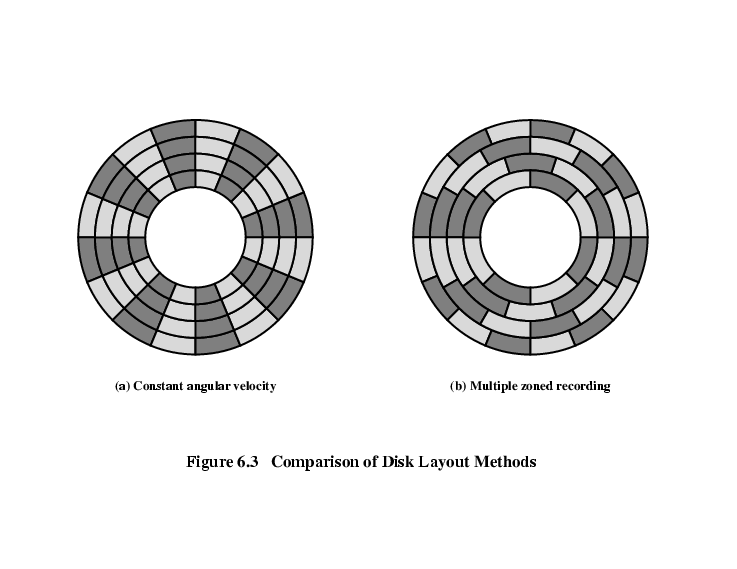 (a) Constant angular velocity
(b) Multiple zoned recording
Figure 6.3 Comparison of Disk Layout Methods